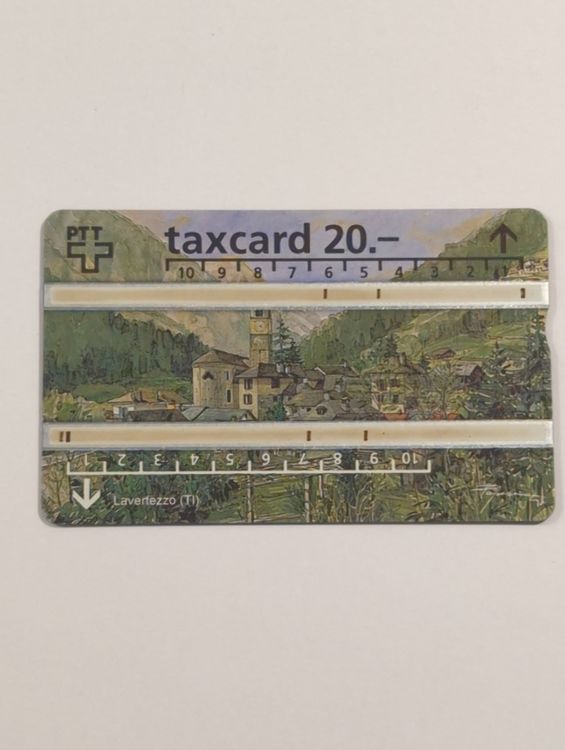 PTT
taxcard 20.–
10 9 8 7 6 5 4 3 2 1
1 2 3 4 5 6 7 8 9 10
Lavertezzo (TI)